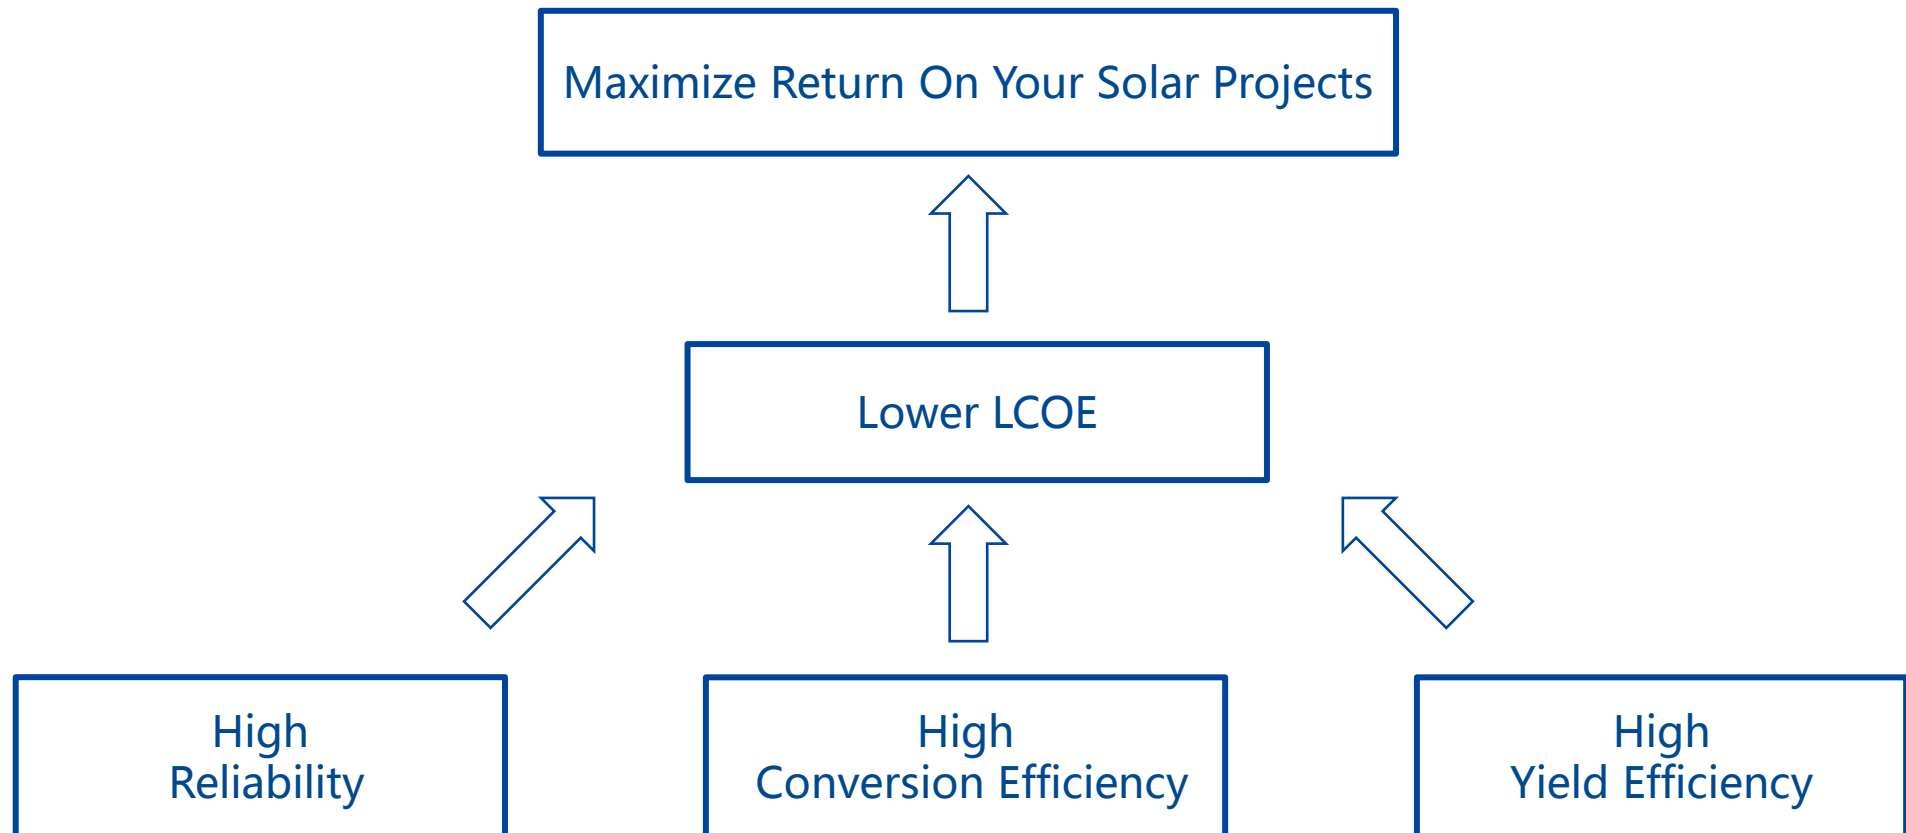 Maximize Return On Your Solar Projects
Lower LCOE
High
Reliability
High
Conversion Efficiency
High
Yield Efficiency